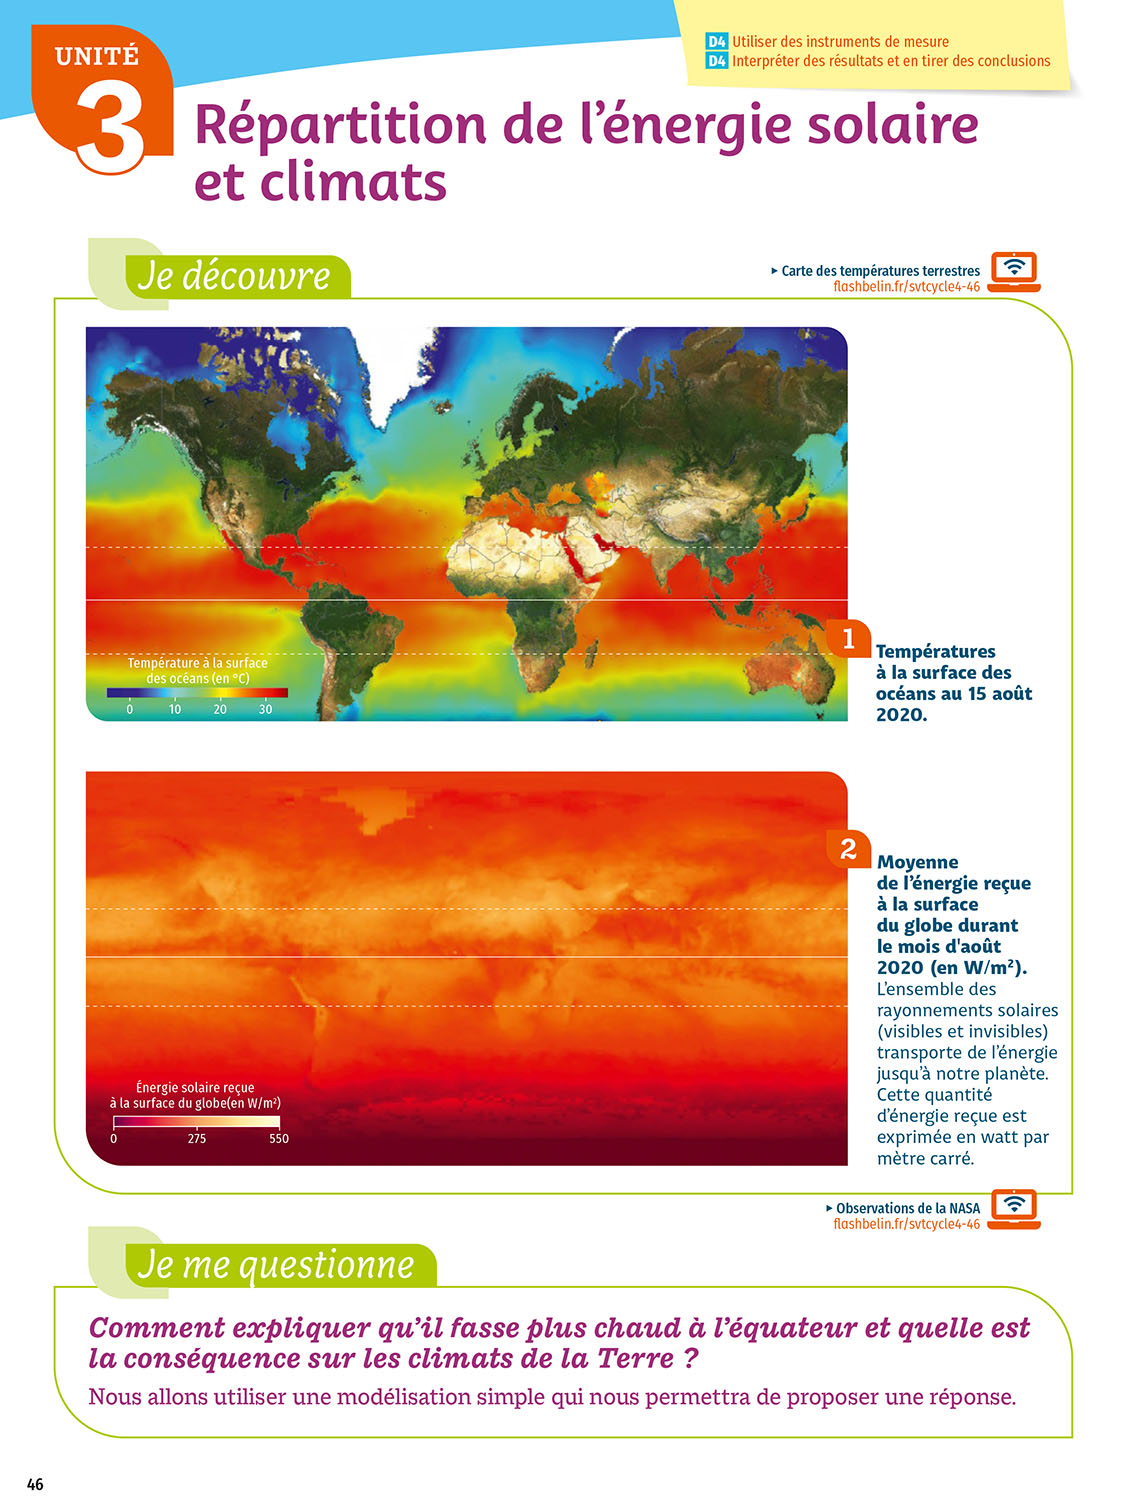 UNITÉ
3
D4 Utiliser des instruments de mesure
D4 Interpréter des résultats et en tirer des conclusions
Répartition de l’énergie solaire
et climats
Je découvre
▸ Carte des températures terrestres
flashbelin.fr/svtcycle4-46
Température à la surface
des océans (en °C)
0 10 20 30
1
Températures
à la surface des
océans au 15 août
2020.
2
Moyenne
de l’énergie reçue
à la surface
du globe durant
le mois d'août
2020 (en W/m²).
L’ensemble des
rayonnements solaires
(visibles et invisibles)
transporte de l’énergie
jusqu’à notre planète.
Cette quantité
d’énergie reçue est
exprimée en watt par
mètre carré.
Énergie solaire reçue
à la surface du globe(en W/m²)
0 275 550
▸ Observations de la NASA
flashbelin.fr/svtcycle4-46
Je me questionne
Comment expliquer qu’il fasse plus chaud à l’équateur et quelle est
la conséquence sur les climats de la Terre ?
Nous allons utiliser une modélisation simple qui nous permettra de proposer une réponse.
46